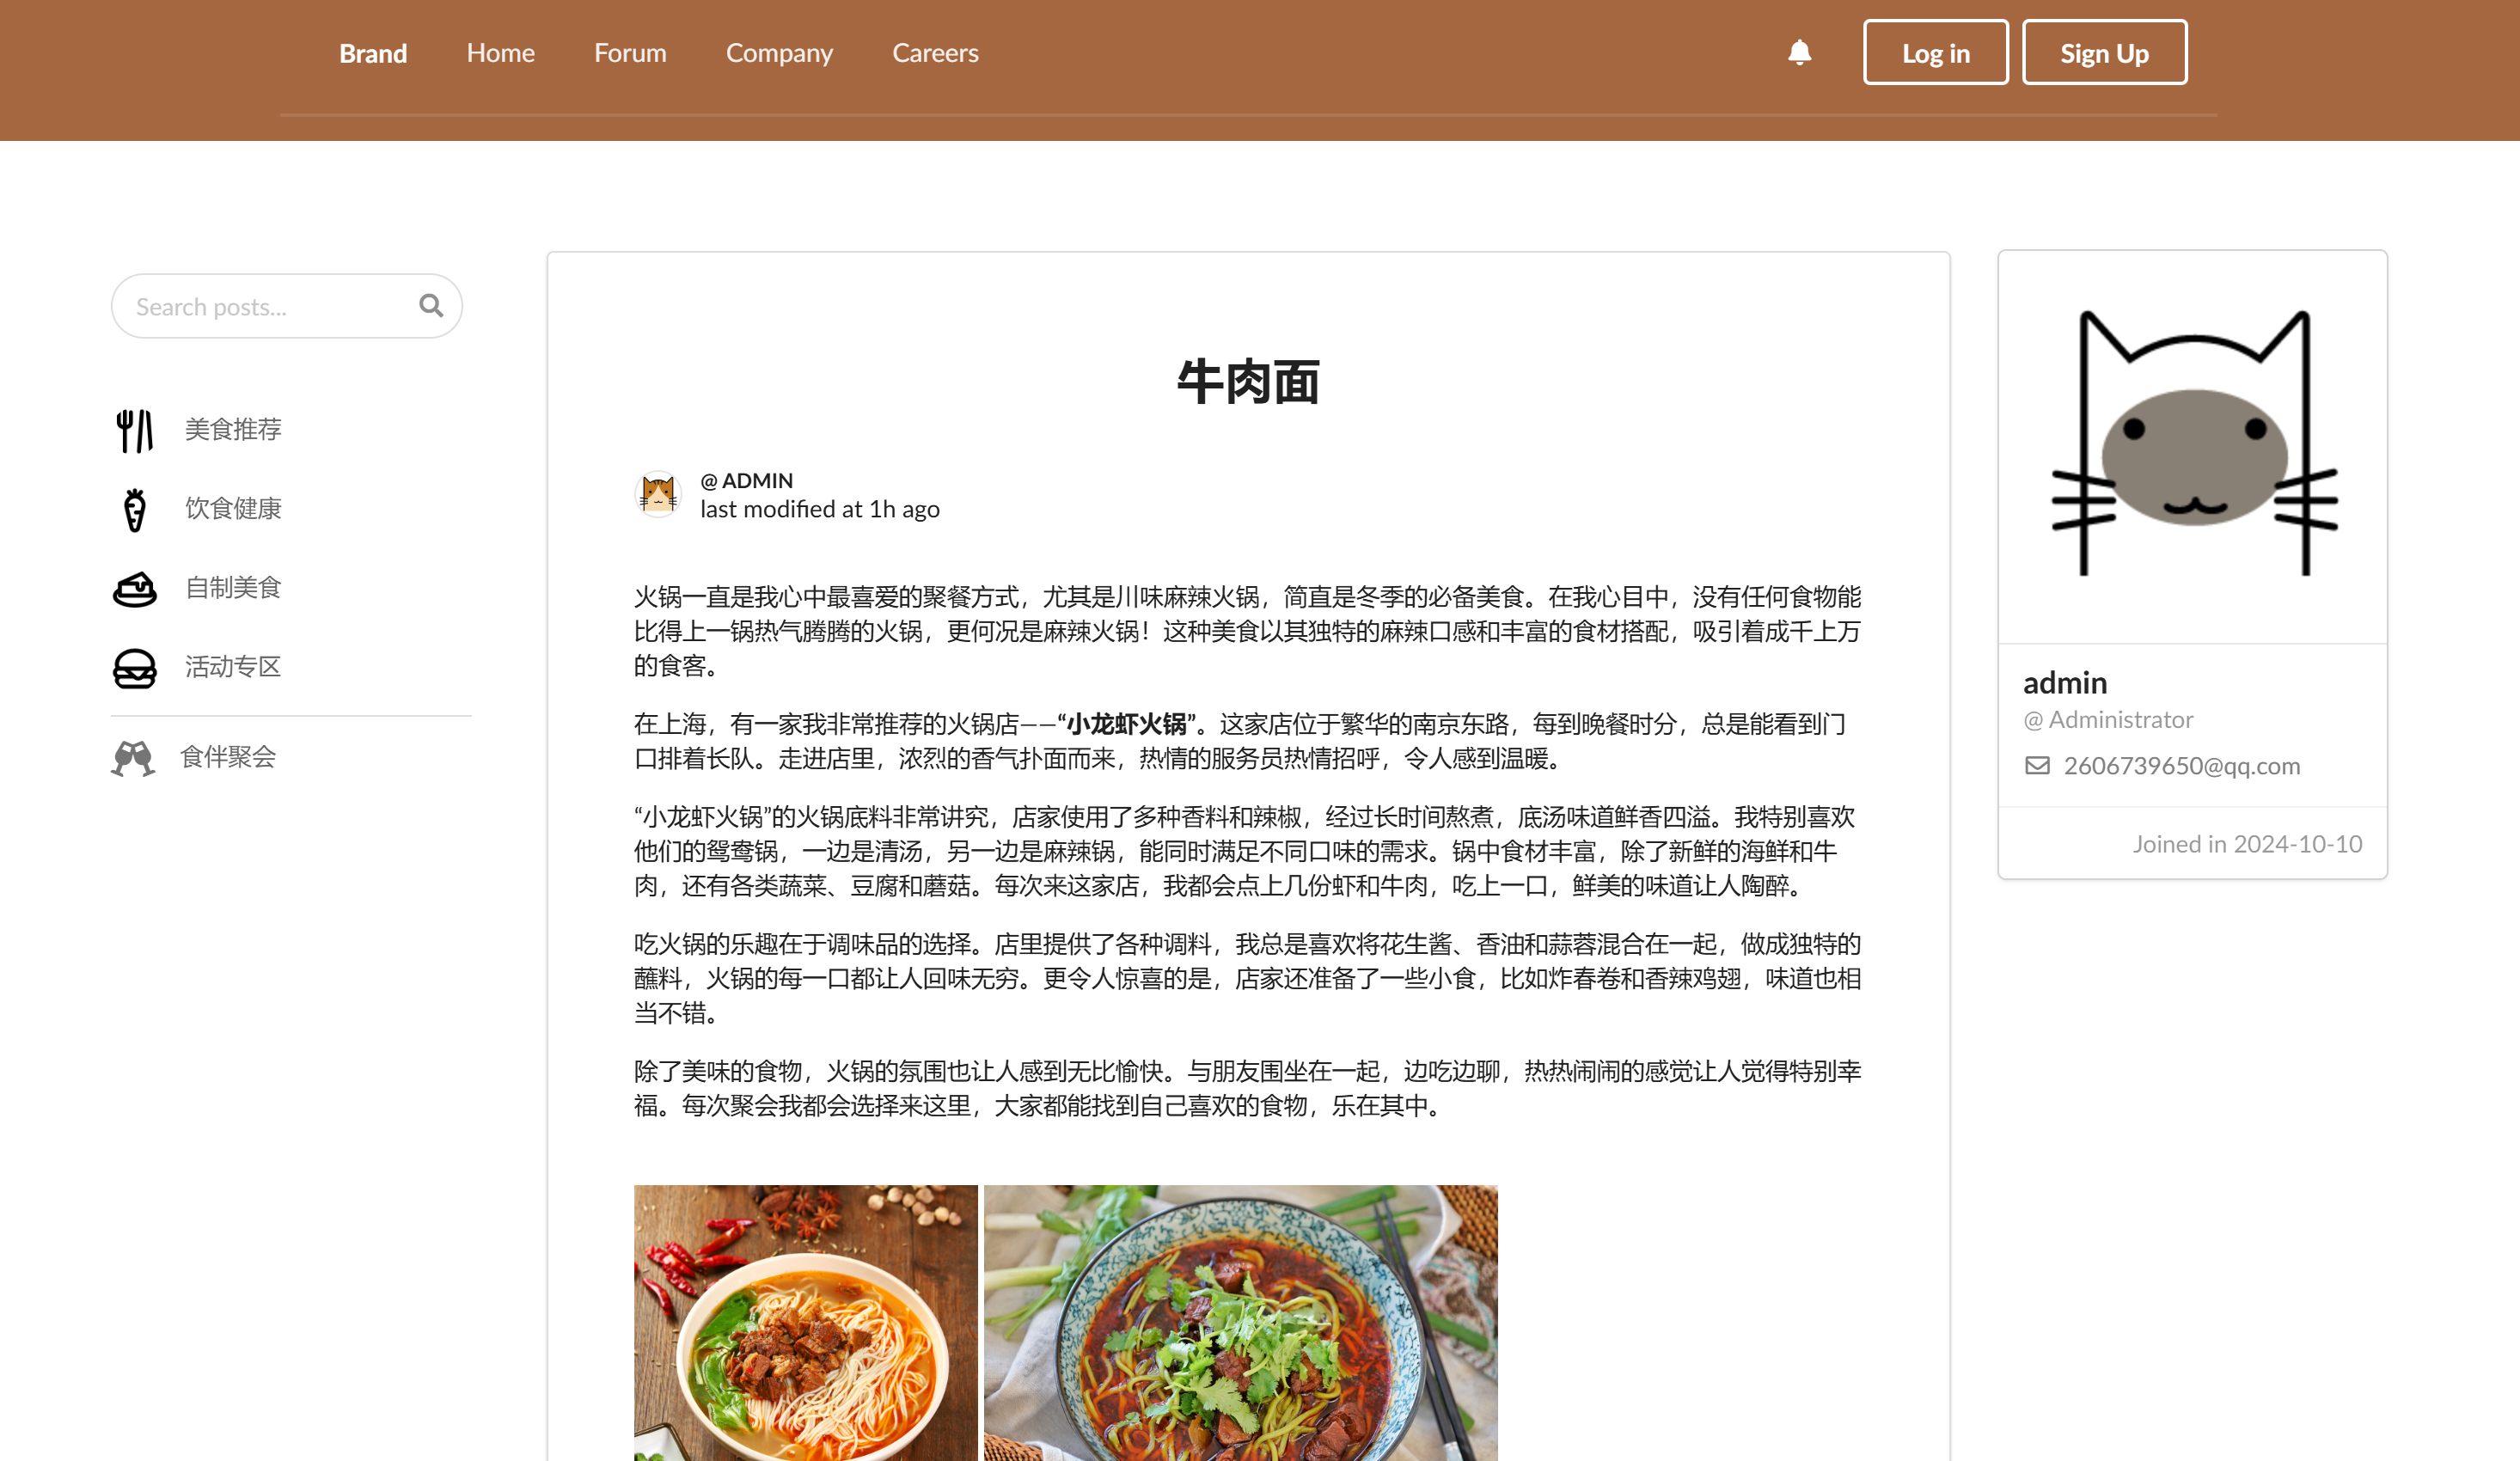 Brand Home Forum Company Careers Log in Sign Up
Search posts...
美食推荐
饮食健康
自制美食
活动专区
食伴聚会
牛肉面
@ ADMIN
last modified at 1h ago
火锅一直是我心中最喜爱的聚餐方式，尤其是川味麻辣火锅，简直是冬季的必备美食。在我心目中，没有任何食物能
比得上一锅热气腾腾的火锅，更何况是麻辣火锅！这种美食以其独特的麻辣口感和丰富的食材搭配，吸引着成千上万
的食客。
在上海，有一家我非常推荐的火锅店——“小龙虾火锅”。这家店位于繁华的南京东路，每到晚餐时分，总是能看到门
口排着长队。走进店里，浓烈的香气扑面而来，热情的服务员热情招呼，令人感到温暖。
“小龙虾火锅”的火锅底料非常讲究，店家使用了多种香料和辣椒，经过长时间熬煮，底汤味道鲜香四溢。我特别喜欢
他们的鸳鸯锅，一边是清汤，另一边是麻辣锅，能同时满足不同口味的需求。锅中食材丰富，除了新鲜的海鲜和牛
肉，还有各类蔬菜、豆腐和蘑菇。每次来这家店，我都会点上几份虾和牛肉，吃上一口，鲜美的味道让人陶醉。
吃火锅的乐趣在于调味品的选择。店里提供了各种调料，我总是喜欢将花生酱、香油和蒜蓉混合在一起，做成独特的
蘸料，火锅的每一口都让人回味无穷。更令人惊喜的是，店家还准备了一些小食，比如炸春卷和香辣鸡翅，味道也相
当不错。
除了美味的食物，火锅的氛围也让人感到无比愉快。与朋友围坐在一起，边吃边聊，热热闹闹的感觉让人觉得特别幸
福。每次聚会我都会选择来这里，大家都能找到自己喜欢的食物，乐在其中。
admin
@ Administrator
2606739650@qq.com
Joined in 2024-10-10